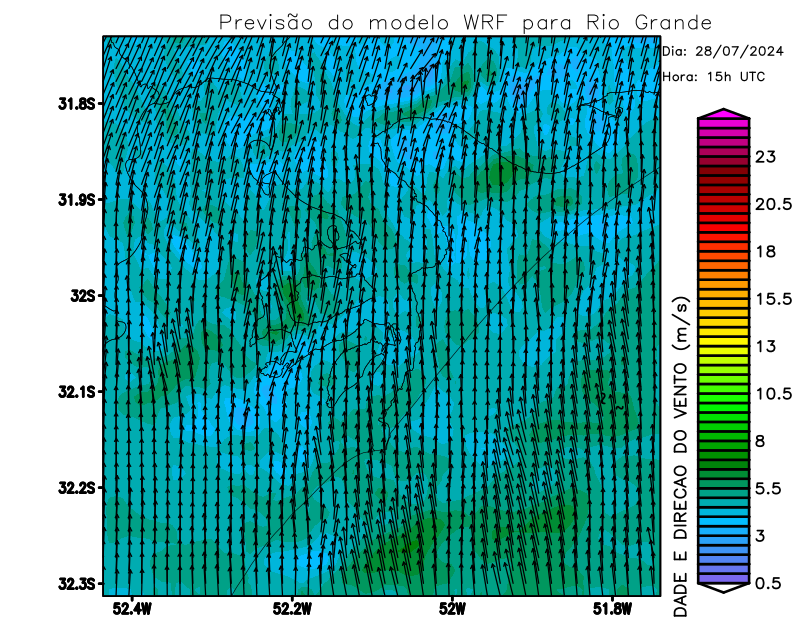 Previsão do modelo WRF para Rio Grande
Dia: 28/07/2024
Hora: 15h UTC
31.8S
31.9S
32S
32.1S
32.2S
32.3S
52.4W
52.2W
52W
51.8W
23
20.5
18
15.5
13
10.5
8
5.5
3
0.5
DADE E DIRECAO DO VENTO (m/s)